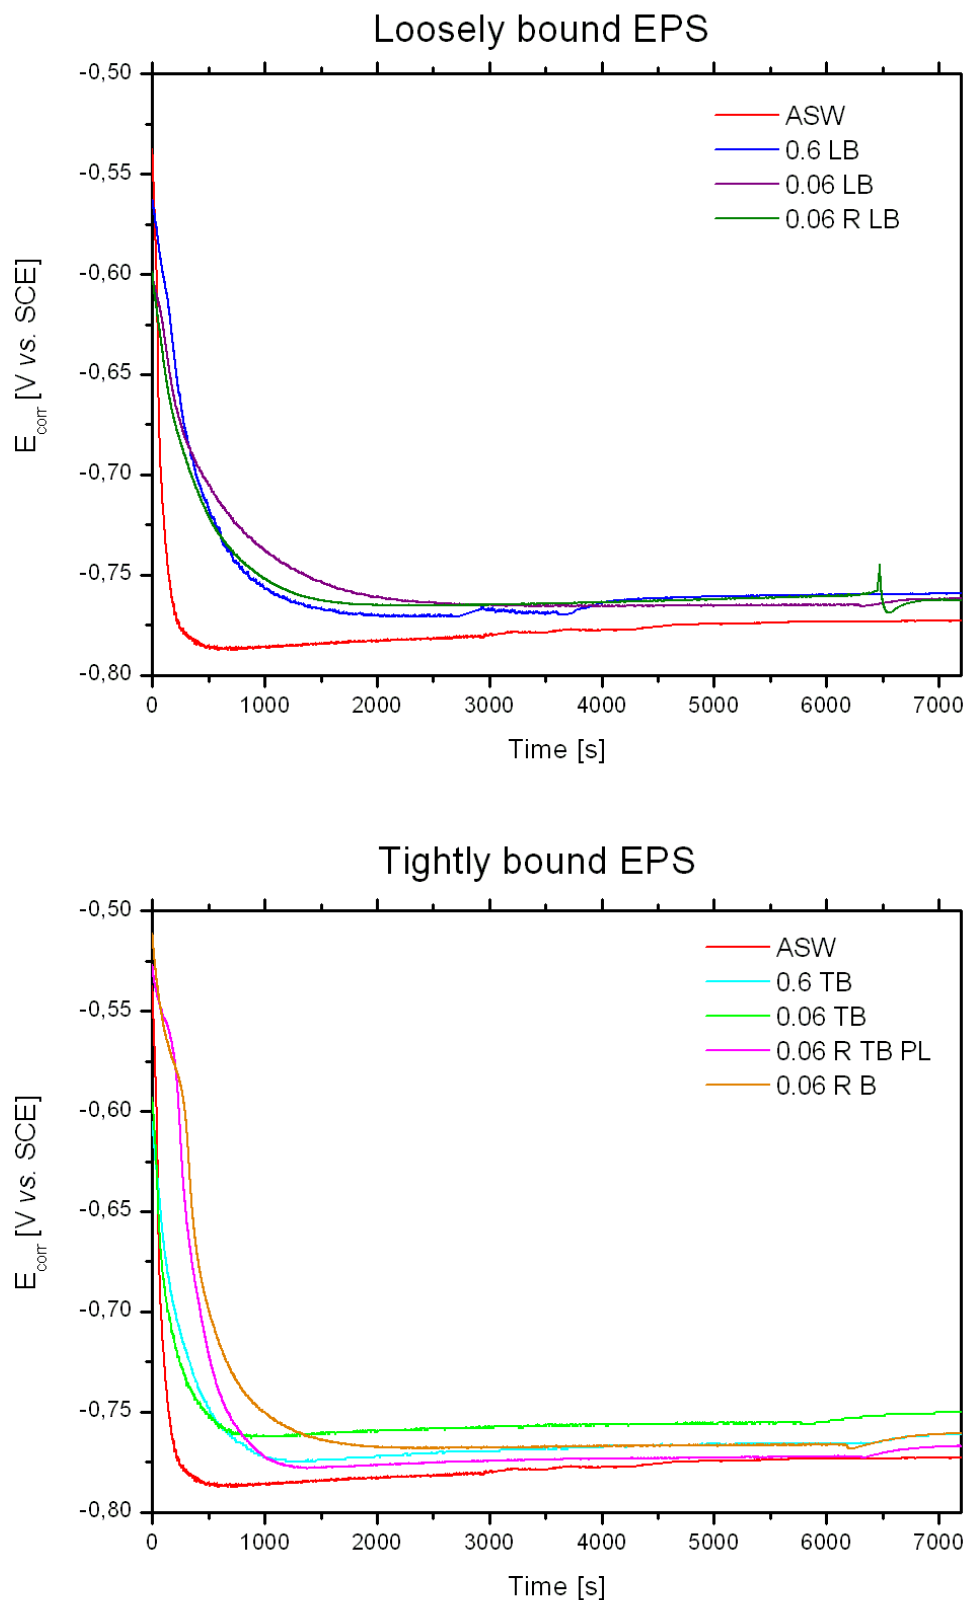 Loosely bound EPS
-0,50
-0,55
-0,60
-0,65
-0,70
-0,75
-0,80
E_corr [V vs. SCE]
ASW
0.6 LB
0.06 LB
0.06 R LB
0 1000 2000 3000 4000 5000 6000 7000
Time [s]
Tightly bound EPS
-0,50
-0,55
-0,60
-0,65
-0,70
-0,75
-0,80
E_corr [V vs. SCE]
ASW
0.6 TB
0.06 TB
0.06 R TB PL
0.06 R B
0 1000 2000 3000 4000 5000 6000 7000
Time [s]